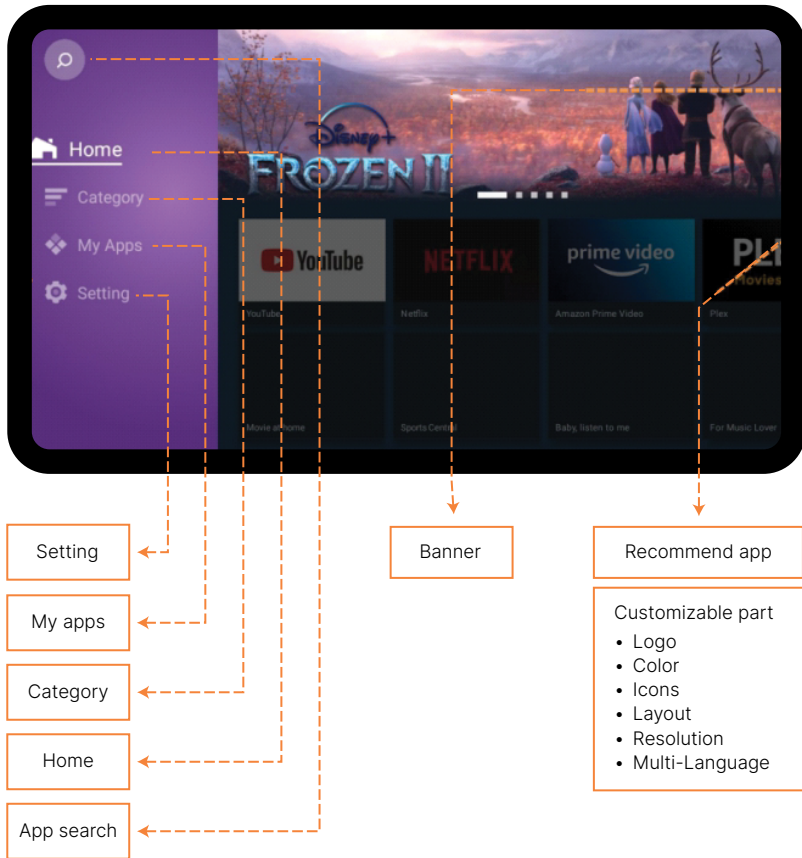 Disney+
FROZEN II
Home
Category
My Apps
Setting
YouTube
NETFLIX
prime video
Movies
YouTube
Netflix
Amazon Prime Video
Plex
Movie at home
Sports Central
Baby, listen to me
For Music Lover
Setting
My apps
Category
Home
App search
Banner
Recommend app
Customizable part
• Logo
• Color
• Icons
• Layout
• Resolution
• Multi-Language